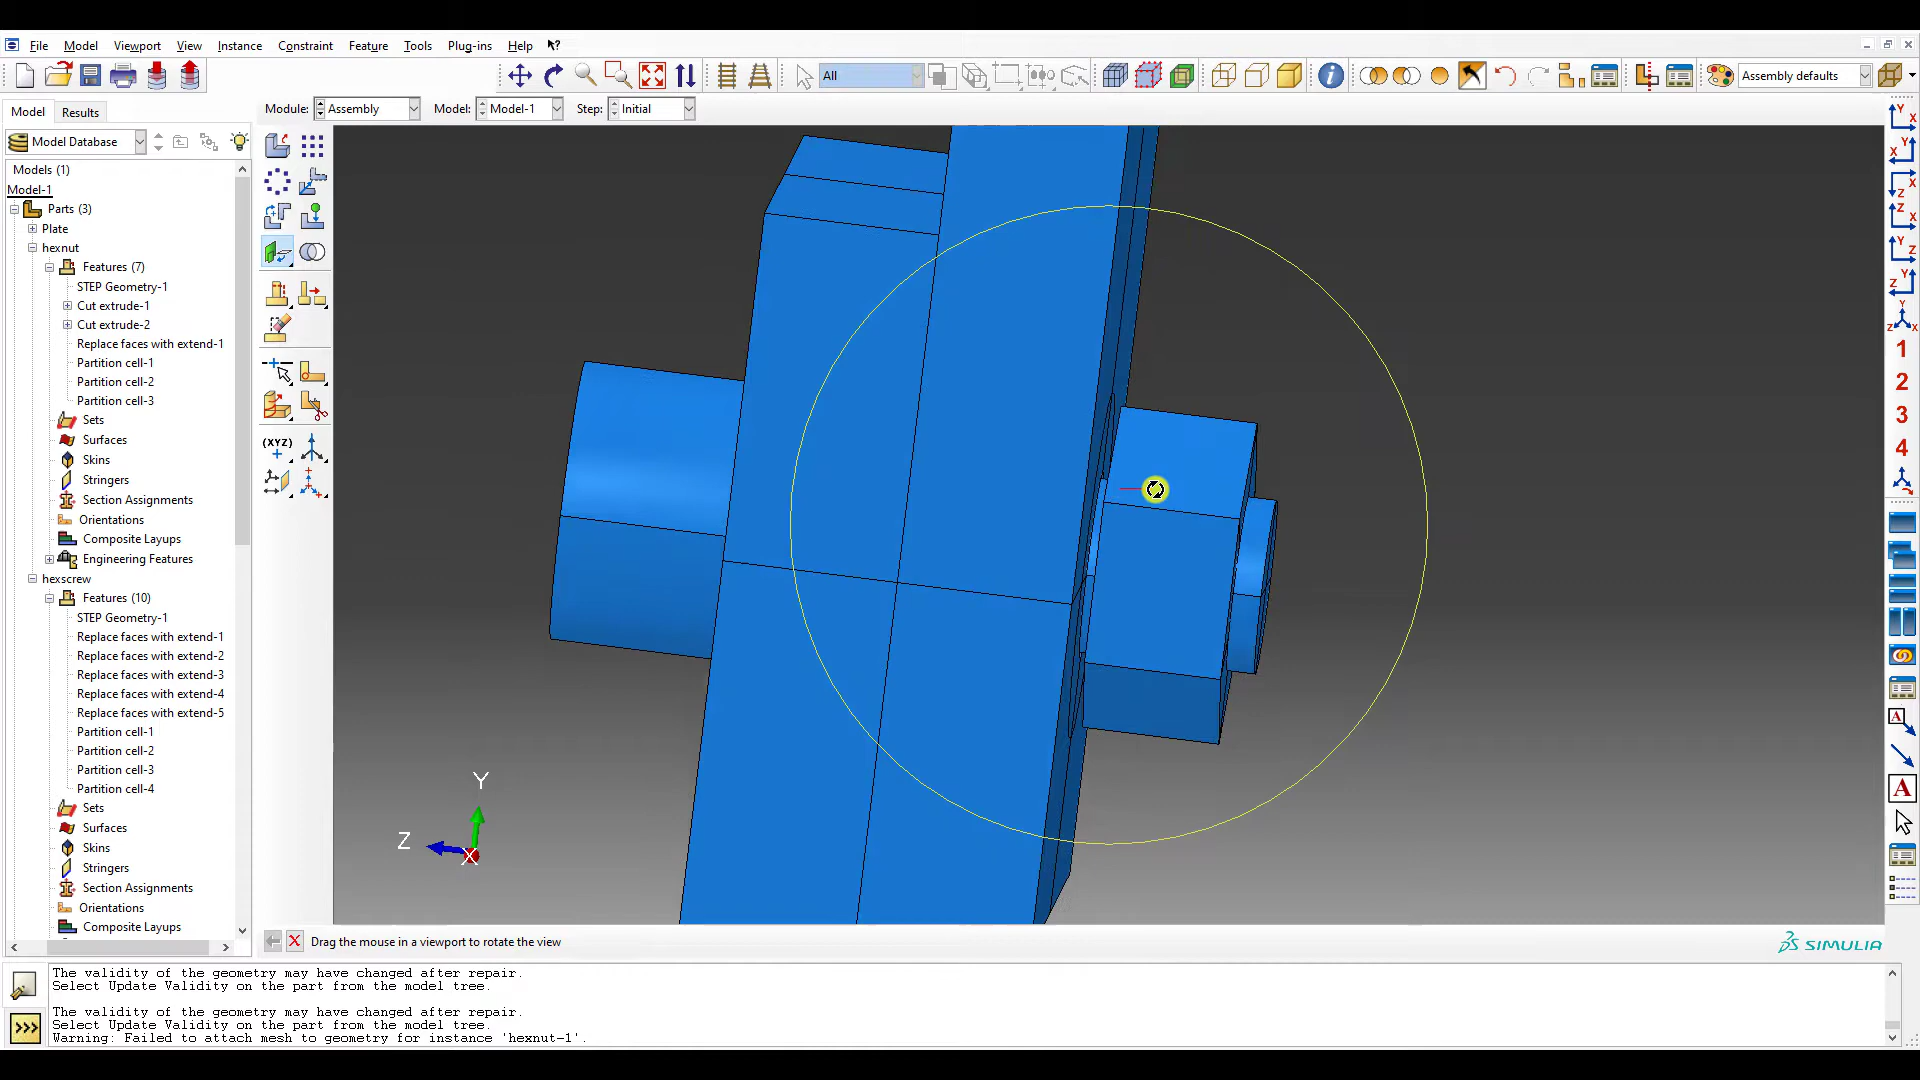 File Model Viewport View Instance Constraint Feature Tools Plug-ins Help
All
Assembly defaults
Model Results
Module: Assembly Model: Model-1 Step: Initial
Model Database
Models (1)
Model-1
Parts (3)
Plate
hexnut
Features (7)
STEP Geometry-1
Cut extrude-1
Cut extrude-2
Replace faces with extend-1
Partition cell-1
Partition cell-2
Partition cell-3
Sets
Surfaces
Skins
Stringers
Section Assignments
Orientations
Composite Layups
Engineering Features
hexscrew
Features (10)
STEP Geometry-1
Replace faces with extend-1
Replace faces with extend-2
Replace faces with extend-3
Replace faces with extend-4
Replace faces with extend-5
Partition cell-1
Partition cell-2
Partition cell-3
Partition cell-4
Sets
Surfaces
Skins
Stringers
Section Assignments
Orientations
Composite Layups
(XYZ)
Y
Z
X
1
2
3
4
A
A
Drag the mouse in a viewport to rotate the view
SIMULIA
The validity of the geometry may have changed after repair.
Select Update Validity on the part from the model tree.
The validity of the geometry may have changed after repair.
Select Update Validity on the part from the model tree.
Warning: Failed to attach mesh to geometry for instance 'hexnut-1'.
>>>